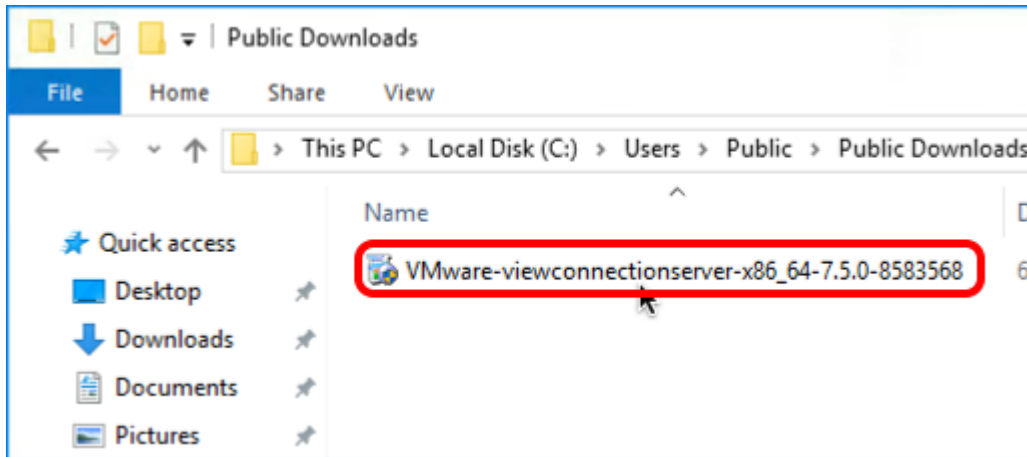 Public Downloads
File Home Share View
This PC > Local Disk (C:) > Users > Public > Public Downloads
Name
Quick access
VMware-viewconnectionserver-x86_64-7.5.0-8583568 6
Desktop
Downloads
Documents
Pictures